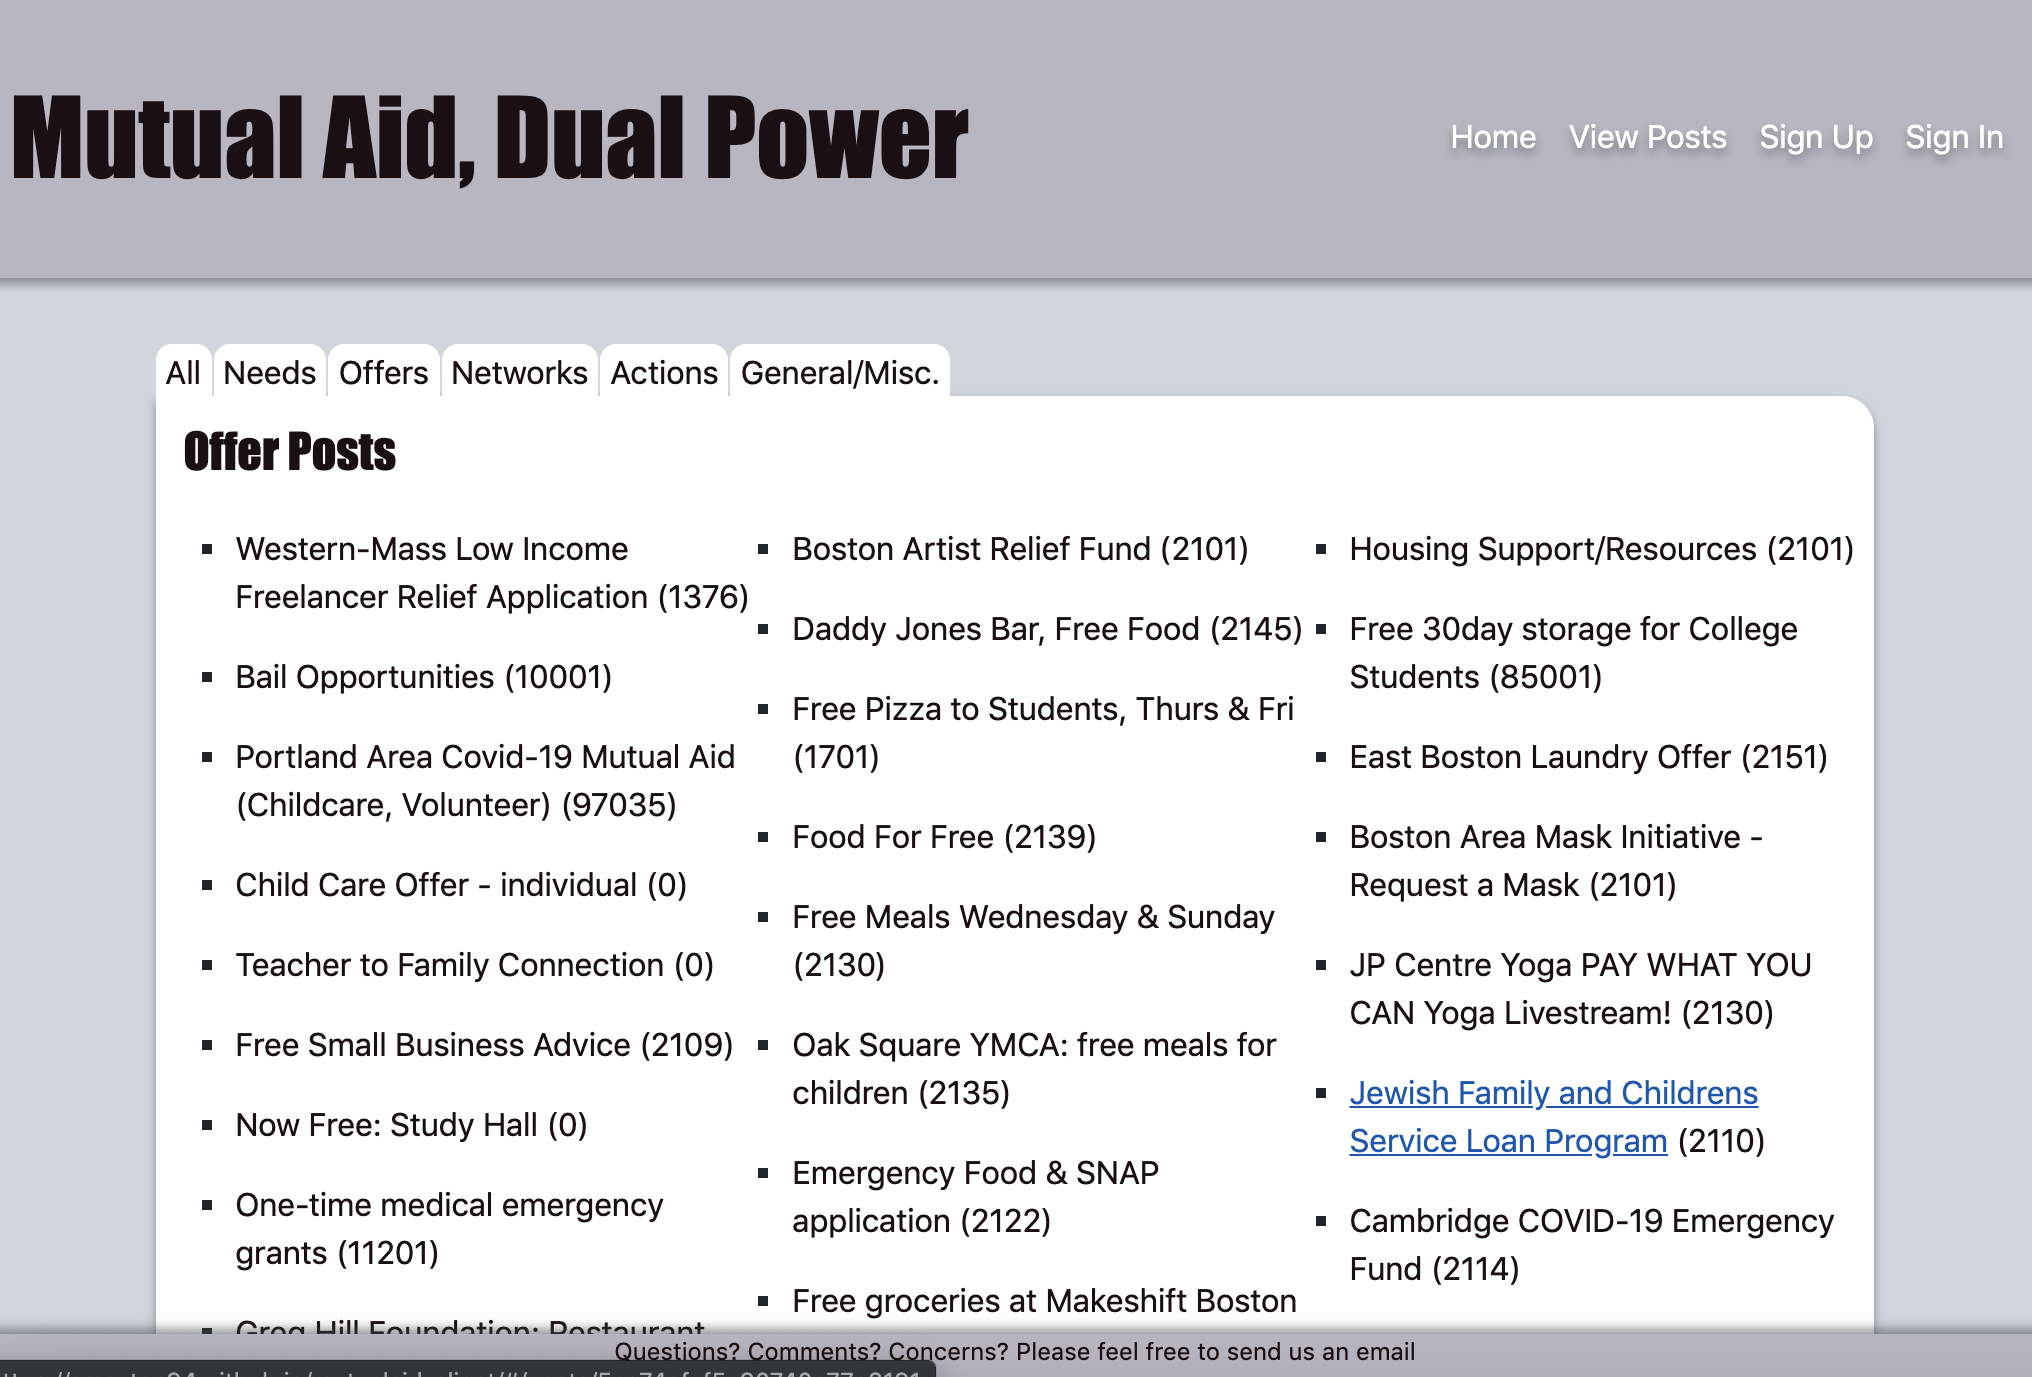 Mutual Aid, Dual Power
Home View Posts Sign Up Sign In
All Needs Offers Networks Actions General/Misc.
Offer Posts
Western-Mass Low Income
Freelancer Relief Application (1376)
Bail Opportunities (10001)
Portland Area Covid-19 Mutual Aid
(Childcare, Volunteer) (97035)
Child Care Offer - individual (0)
Teacher to Family Connection (0)
Free Small Business Advice (2109)
Now Free: Study Hall (0)
One-time medical emergency
grants (11201)
Greg Hill Foundation: Restaurant
Boston Artist Relief Fund (2101)
Daddy Jones Bar, Free Food (2145)
Free Pizza to Students, Thurs & Fri
(1701)
Food For Free (2139)
Free Meals Wednesday & Sunday
(2130)
Oak Square YMCA: free meals for
children (2135)
Emergency Food & SNAP
application (2122)
Free groceries at Makeshift Boston
Housing Support/Resources (2101)
Free 30day storage for College
Students (85001)
East Boston Laundry Offer (2151)
Boston Area Mask Initiative -
Request a Mask (2101)
JP Centre Yoga PAY WHAT YOU
CAN Yoga Livestream! (2130)
Jewish Family and Childrens
Service Loan Program (2110)
Cambridge COVID-19 Emergency
Fund (2114)
Questions? Comments? Concerns? Please feel free to send us an email